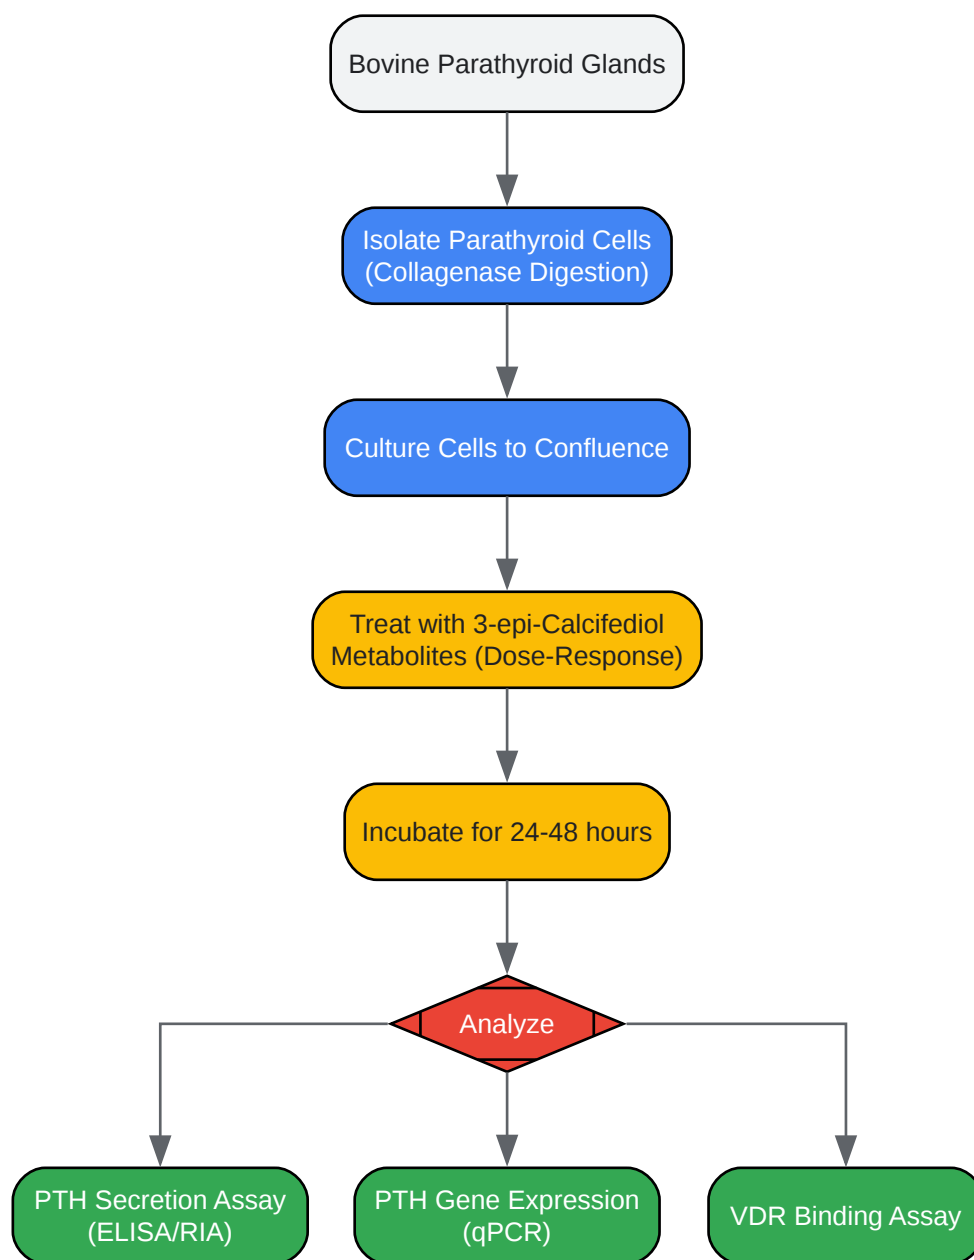 Bovine Parathyroid Glands
Isolate Parathyroid Cells
(Collagenase Digestion)
Culture Cells to Confluence
Treat with 3-epi-Calcifediol
Metabolites (Dose-Response)
Incubate for 24-48 hours
Analyze
PTH Secretion Assay
(ELISA/RIA)
PTH Gene Expression
(qPCR)
VDR Binding Assay